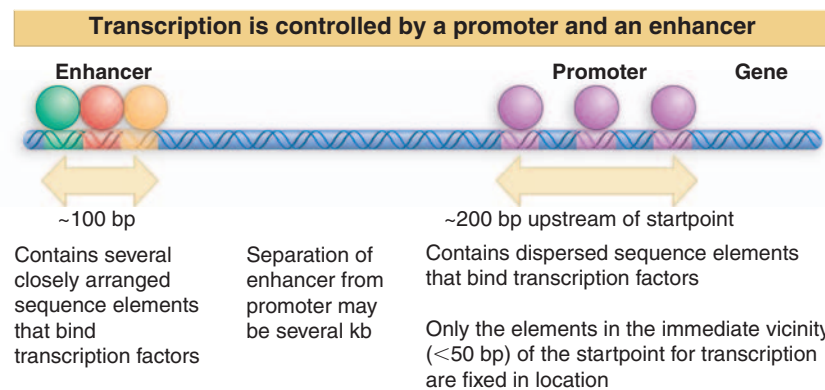 Transcription is controlled by a promoter and an enhancer
Enhancer
Promoter
Gene
~100 bp
~200 bp upstream of startpoint
Contains several
closely arranged
sequence elements
that bind
transcription factors
Separation of
enhancer from
promoter may
be several kb
Contains dispersed sequence elements
that bind transcription factors
Only the elements in the immediate vicinity
(<50 bp) of the startpoint for transcription
are fixed in location